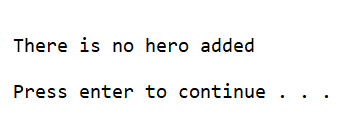 There is no hero added
Press enter to continue . . .